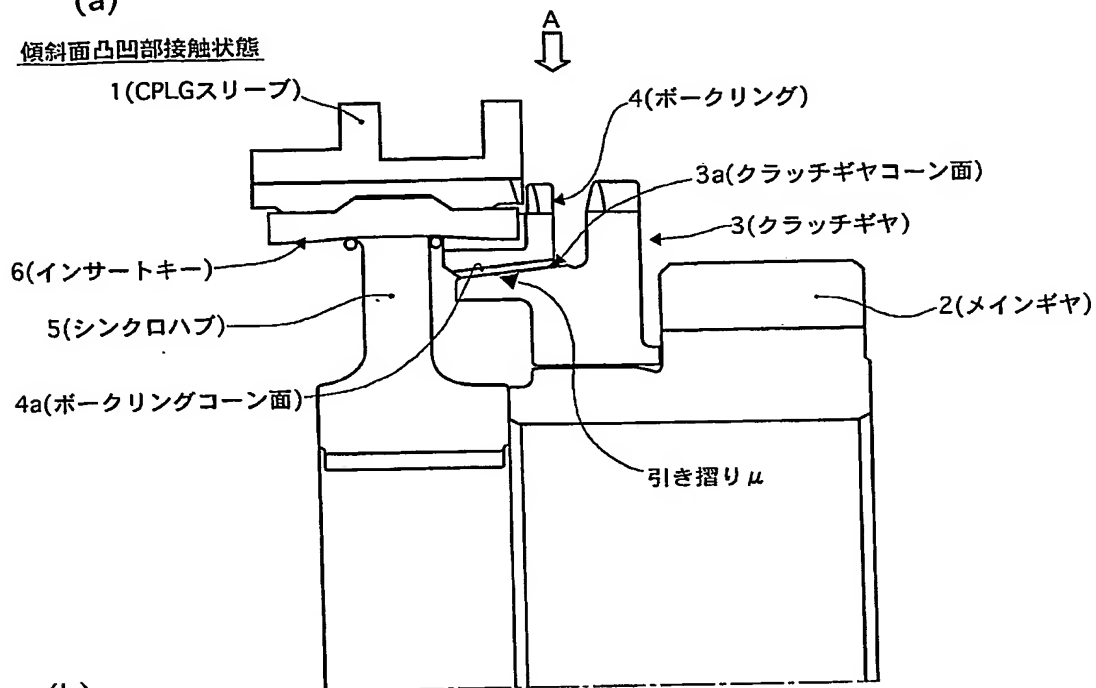 (a)
A
傾斜面凸凹部接触状態
1(CPLGスリーブ)
4(ボークリング)
3a(クラッチギヤコーン面)
3(クラッチギヤ)
6(インサートキー)
2(メインギヤ)
5(シンクロハブ)
4a(ボークリングコーン面)
引き摺りμ
(b)